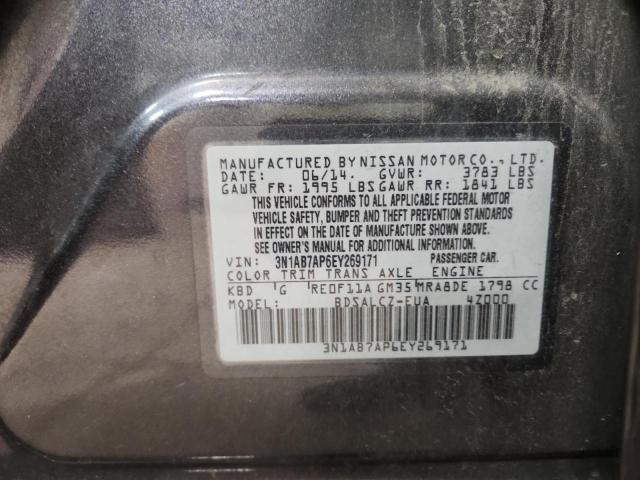 MANUFACTURED BY NISSAN MOTOR CO., LTD.
DATE: 06/14. GVWR: 3783 LBS
GAWR FR: 1995 LBS GAWR RR: 1841 LBS
THIS VEHICLE CONFORMS TO ALL APPLICABLE FEDERAL MOTOR
VEHICLE SAFETY, BUMPER AND THEFT PREVENTION STANDARDS
IN EFFECT ON THE DATE OF MANUFACTURE SHOWN ABOVE.
SEE OWNER'S MANUAL FOR ADDITIONAL INFORMATION.
VIN: 3N1AB7AP6EY269171 PASSENGER CAR.
COLOR TRIM TRANS AXLE ENGINE
KBD G RE0F11A GM35 MRA8DE 1798 CC
MODEL: BDSALCZ-EUA 4Z000
3N1AB7AP6EY269171